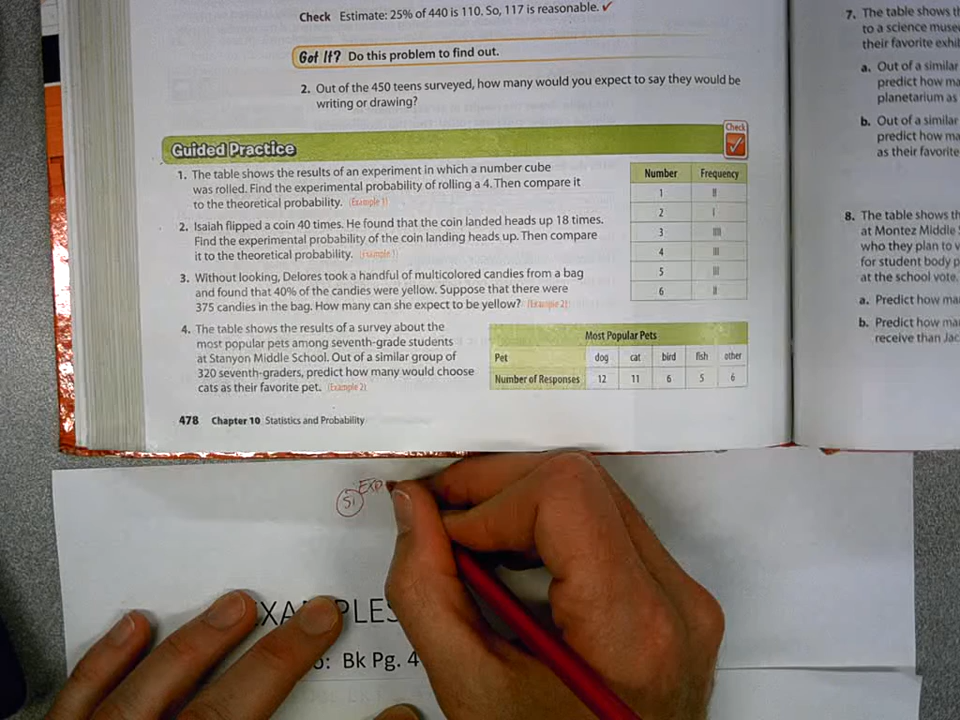 Check Estimate: 25% of 440 is 110. So, 117 is reasonable. ✓
Got It? Do this problem to find out.
2. Out of the 450 teens surveyed, how many would you expect to say they would be
writing or drawing?
Guided Practice
Check
1. The table shows the results of an experiment in which a number cube
was rolled. Find the experimental probability of rolling a 4. Then compare it
to the theoretical probability. (Example 1)
2. Isaiah flipped a coin 40 times. He found that the coin landed heads up 18 times.
Find the experimental probability of the coin landing heads up. Then compare
it to the theoretical probability. (Example 1)
3. Without looking, Delores took a handful of multicolored candies from a bag
and found that 40% of the candies were yellow. Suppose that there were
375 candies in the bag. How many can she expect to be yellow? (Example 2)
Number Frequency
1 ||
2 |
3
4 |||
5 |||
6 ||
4. The table shows the results of a survey about the
most popular pets among seventh-grade students
at Stanyon Middle School. Out of a similar group of
320 seventh-graders, predict how many would choose
cats as their favorite pet. (Example 2)
Most Popular Pets
Pet dog cat bird fish other
Number of Responses 12 11 6 5 6
478 Chapter 10 Statistics and Probability
7. The table shows
to a science
their favorite
a. Out of a similar
predict how
planetarium as
b. Out of a similar
predict how
as their favorite
8. The table shows
at Montez Middle
who they plan to
for student body
at the school vote.
a. Predict how
b. Predict how
receive than
EXP
Bk Pg. 4